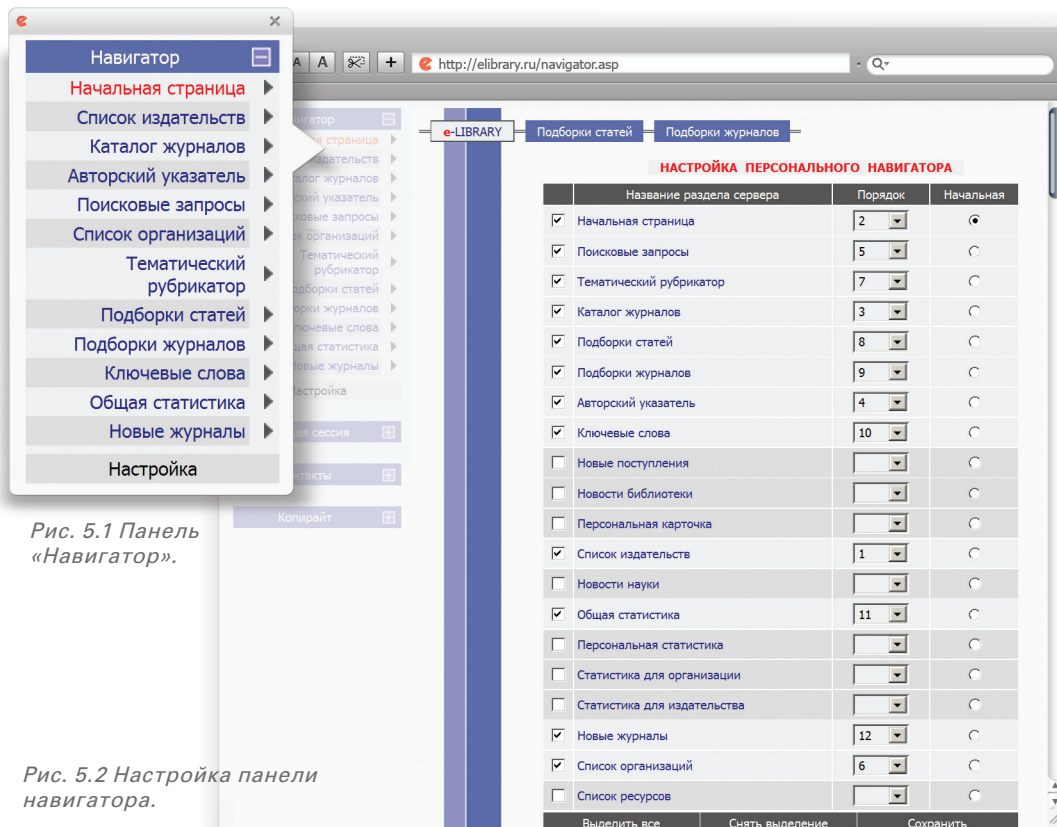 Навигатор
Начальная страница
Список издательств
Каталог журналов
Авторский указатель
Поисковые запросы
Список организаций
Тематический
рубрикатор
Подборки статей
Подборки журналов
Ключевые слова
Общая статистика
Новые журналы
Настройка
Рис. 5.1 Панель
«Навигатор».
A A +
http://elibrary.ru/navigator.asp
Тематический
рубрикатор
Копирайт
e-LIBRARY Подборки статей Подборки журналов
НАСТРОЙКА ПЕРСОНАЛЬНОГО НАВИГАТОРА
Название раздела сервера Порядок Начальная
Начальная страница 2
Поисковые запросы 5
Тематический рубрикатор 7
Каталог журналов 3
Подборки статей 8
Подборки журналов 9
Авторский указатель 4
Ключевые слова 10
Новые поступления
Новости библиотеки
Персональная карточка
Список издательств 1
Новости науки
Общая статистика 11
Персональная статистика
Статистика для организации
Статистика для издательства
Новые журналы 12
Список организаций 6
Список ресурсов
Выделить все Снять выделение Сохранить
Рис. 5.2 Настройка панели
навигатора.